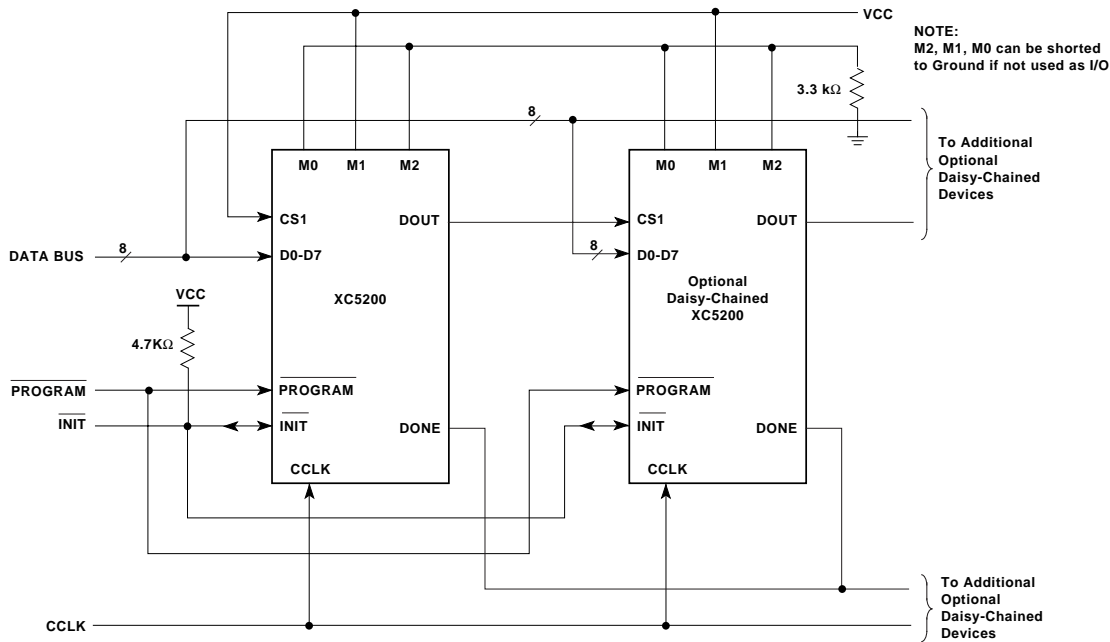 VCC
NOTE:
M2, M1, M0 can be shorted
to Ground if not used as I/O
3.3 kΩ
8
M0 M1 M2
M0 M1 M2
To Additional
Optional
Daisy-Chained
Devices
CS1
DOUT
CS1
DOUT
DATA BUS
8
D0-D7
8
D0-D7
VCC
XC5200
Optional
Daisy-Chained
XC5200
4.7KΩ
PROGRAM
PROGRAM
PROGRAM
INIT
INIT
DONE
INIT
DONE
CCLK
CCLK
To Additional
Optional
Daisy-Chained
Devices
CCLK